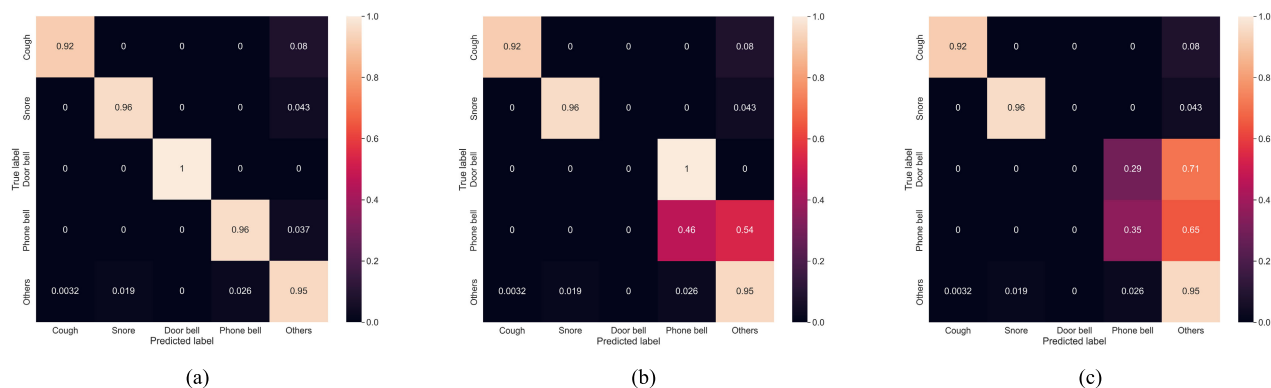 Cough 0.92 0 0 0 0.08
Snore 0 0.96 0 0 0.043
Door bell 0 0 1 0 0
Phone bell 0 0 0 0.96 0.037
Others 0.0032 0.019 0 0.026 0.95
True label
Cough Snore Door bell Phone bell Others
Predicted label
1.0
0.8
0.6
0.4
0.2
0.0
(a)
Cough 0.92 0 0 0 0.08
Snore 0 0.96 0 0 0.043
Door bell 0 0 0 1 0
Phone bell 0 0 0 0.46 0.54
Others 0.0032 0.019 0 0.026 0.95
True label
Cough Snore Door bell Phone bell Others
Predicted label
1.0
0.8
0.6
0.4
0.2
0.0
(b)
Cough 0.92 0 0 0 0.08
Snore 0 0.96 0 0 0.043
Door bell 0 0 0 0.29 0.71
Phone bell 0 0 0 0.35 0.65
Others 0.0032 0.019 0 0.026 0.95
True label
Cough Snore Door bell Phone bell Others
Predicted label
1.0
0.8
0.6
0.4
0.2
0.0
(c)